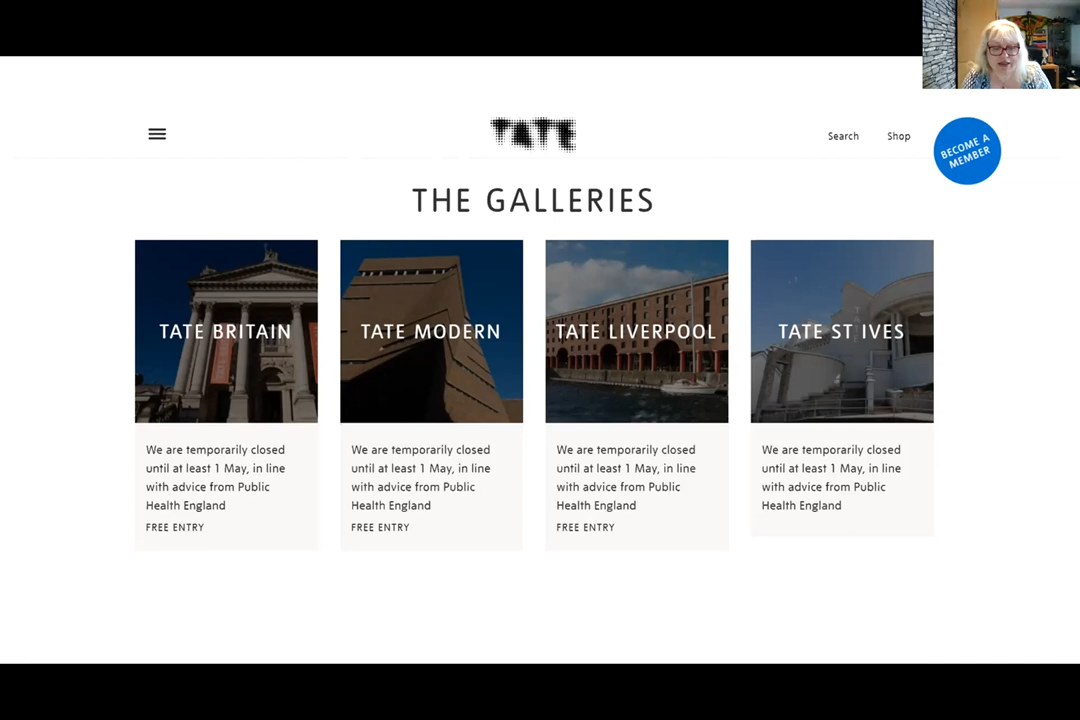 TATE
Search
Shop
BECOME A
MEMBER
THE GALLERIES
TATE BRITAIN
We are temporarily closed
until at least 1 May, in line
with advice from Public
Health England
FREE ENTRY
TATE MODERN
We are temporarily closed
until at least 1 May, in line
with advice from Public
Health England
FREE ENTRY
TATE LIVERPOOL
We are temporarily closed
until at least 1 May, in line
with advice from Public
Health England
FREE ENTRY
TATE ST IVES
We are temporarily closed
until at least 1 May, in line
with advice from Public
Health England